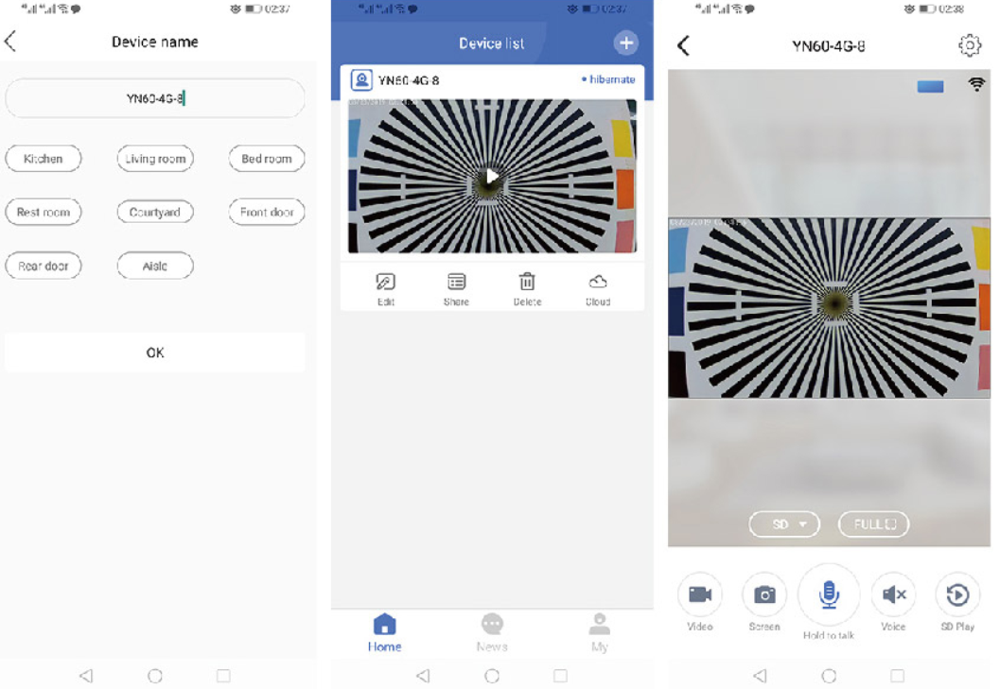 02:37
Device name
YN60-4G-8
Kitchen
Living room
Bed room
Rest room
Courtyard
Front door
Rear door
Aisle
OK
02:37
Device list
YN60-4G-8
hibernate
Edit
Share
Delete
Cloud
Home
News
My
02:38
YN60-4G-8
SD
FULL
Video
Screen
Hold to talk
Voice
SD Play